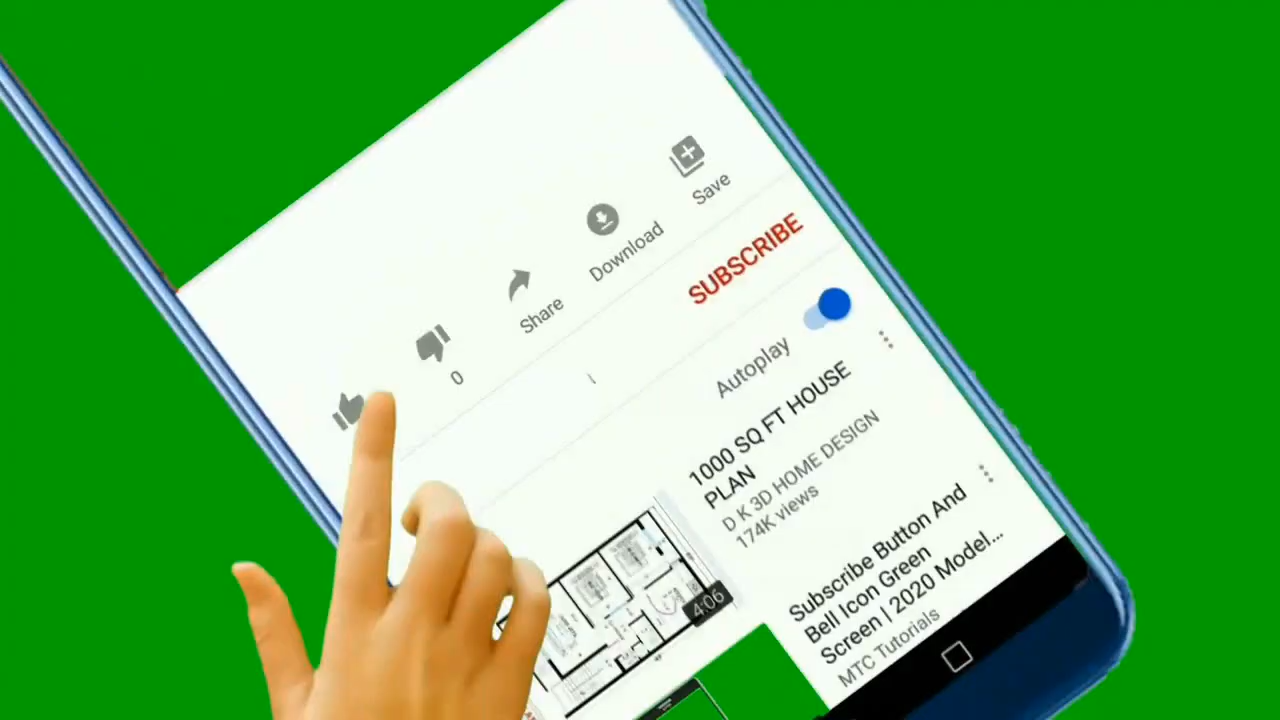 0
Share
Download
Save
SUBSCRIBE
Autoplay
1000 SQ FT HOUSE
PLAN
D K 3D HOME DESIGN
174K views
4:06
Subscribe Button And
Bell Icon Green
Screen | 2020 Model...
MTC Tutorials